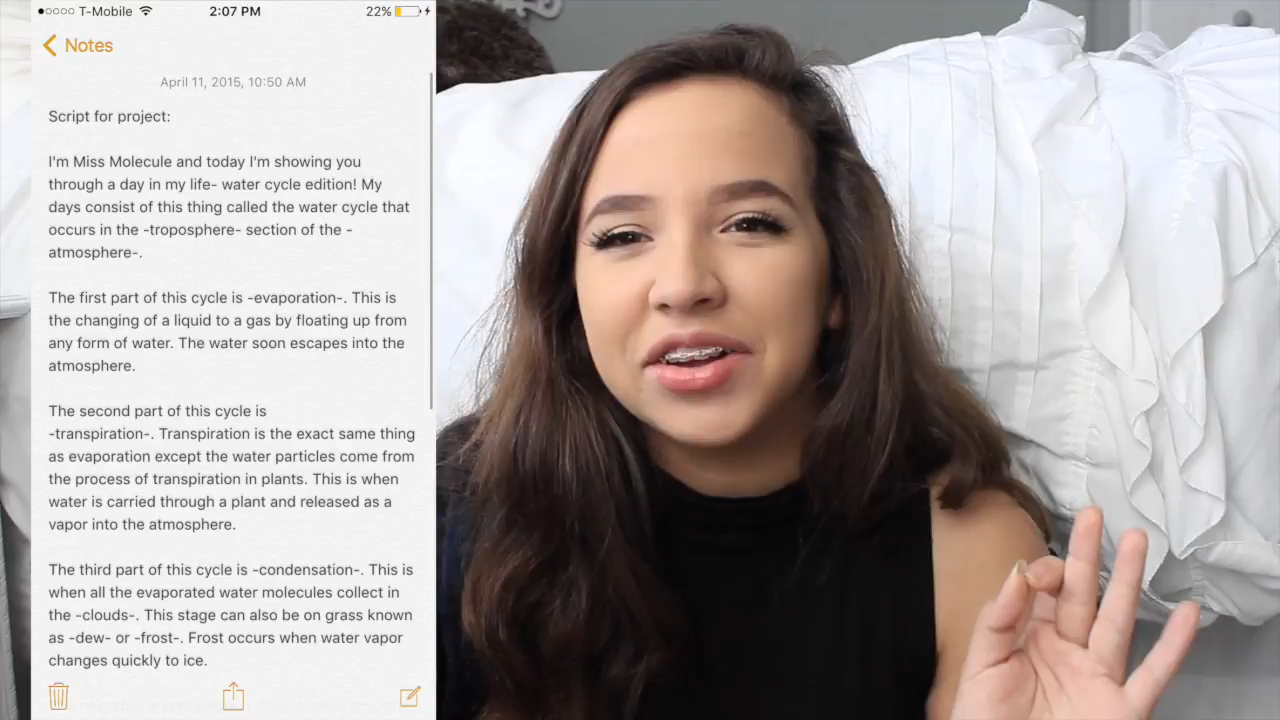 T-Mobile 2:07 PM 22%
Notes
April 11, 2015, 10:50 AM
Script for project:
I'm Miss Molecule and today I'm showing you
through a day in my life- water cycle edition! My
days consist of this thing called the water cycle that
occurs in the -troposphere- section of the -
atmosphere-.
The first part of this cycle is -evaporation-. This is
the changing of a liquid to a gas by floating up from
any form of water. The water soon escapes into the
atmosphere.
The second part of this cycle is
-transpiration-. Transpiration is the exact same thing
as evaporation except the water particles come from
the process of transpiration in plants. This is when
water is carried through a plant and released as a
vapor into the atmosphere.
The third part of this cycle is -condensation-. This is
when all the evaporated water molecules collect in
the -clouds-. This stage can also be on grass known
as -dew- or -frost-. Frost occurs when water vapor
changes quickly to ice.